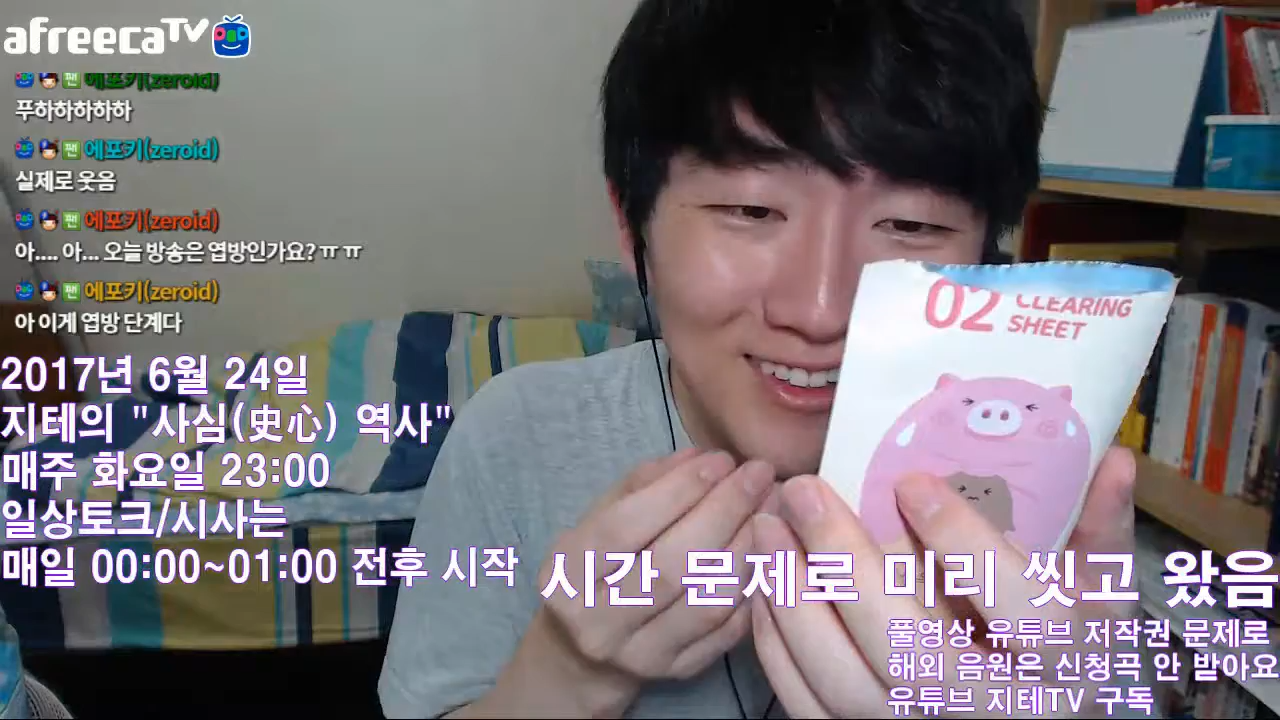 afreecaTV
팬 에포키(zeroid)
푸하하하하하
팬 에포키(zeroid)
실제로 웃음
팬 에포키(zeroid)
아.... 아... 오늘 방송은 엽방인가요? ㅠㅠ
팬 에포키(zeroid)
아 이게 엽방 단계다
2017년 6월 24일
지테의 "사심(史心) 역사"
매주 화요일 23:00
일상토크/시사는
매일 00:00~01:00 전후 시작
02 CLEARING
SHEET
시간 문제로 미리 씻고 왔음
풀영상 유튜브 저작권 문제로
해외 음원은 신청곡 안 받아요
유튜브 지테TV 구독